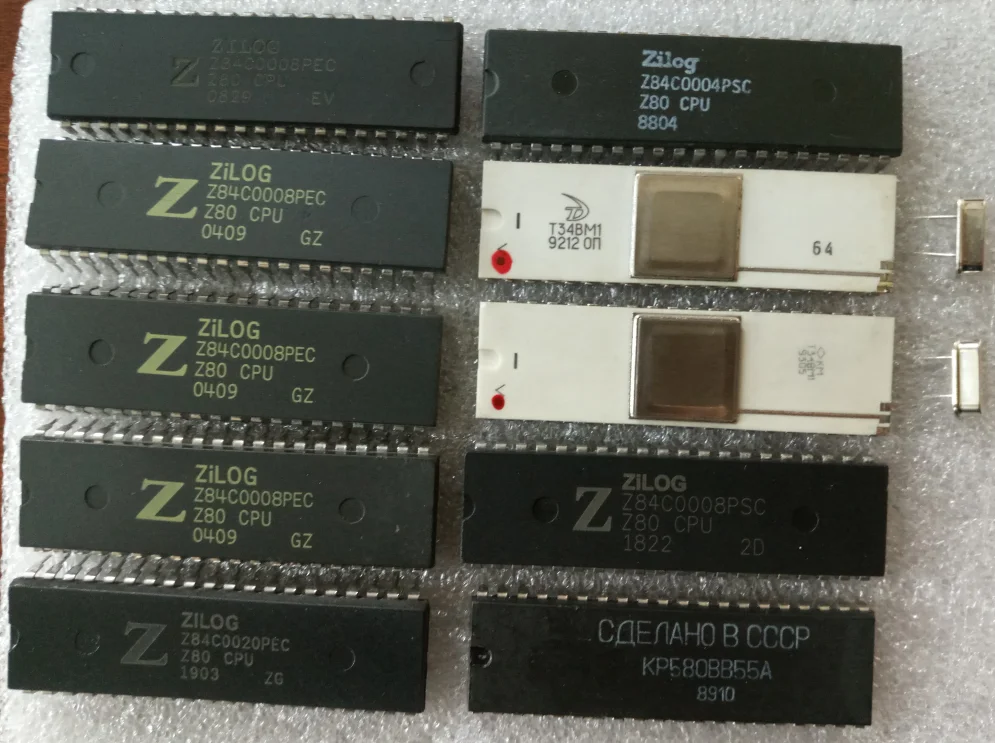 ZILOG
Z84C0008PEC
Z80 CPU
0829 EV
ZiLOG
Z84C0008PEC
Z80 CPU
0409 GZ
ZiLOG
Z84C0008PEC
Z80 CPU
0409 GZ
ZiLOG
Z84C0008PEC
Z80 CPU
0409 GZ
ZILOG
Z84C0020PEC
Z80 CPU
1903 ZG
Zilog
Z84C0004PSC
Z80 CPU
8804
Т34ВМ1
9212 ОП
64
Т34ВМ1
ZiLOG
Z84C0008PSC
Z80 CPU
1822 2D
СДЕЛАНО В СССР
КР580ВВ55А
8910